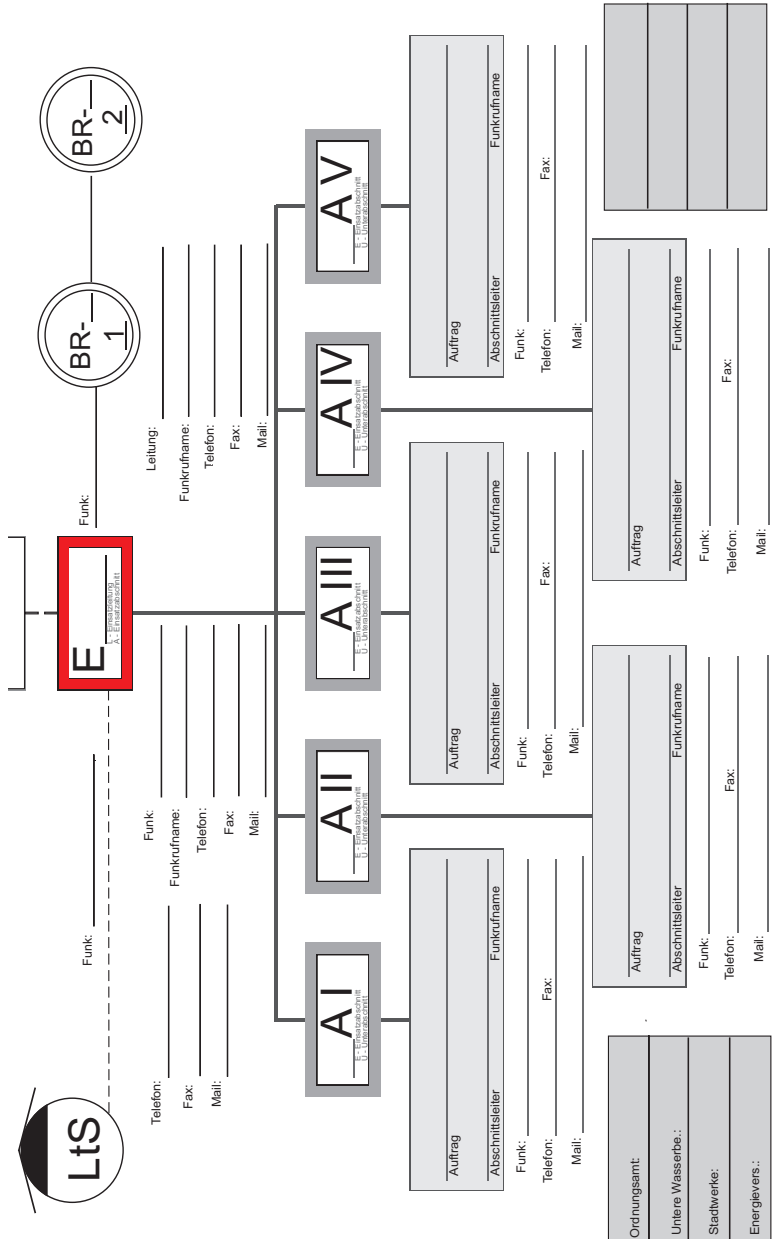 LtS
Funk:
E
L - Einsatzleitung
A - Einsatzabschnitt
Funk:
BR-
1
BR-
2
Telefon:
Fax:
Mail:
Funk:
Funkrufname:
Telefon:
Fax:
Mail:
Leitung:
Funkrufname:
Telefon:
Fax:
Mail:
A I
E - Einsatzabschnitt
U - Unterabschnitt
A II
E - Einsatzabschnitt
U - Unterabschnitt
A III
E - Einsatzabschnitt
U - Unterabschnitt
A IV
E - Einsatzabschnitt
U - Unterabschnitt
A V
E - Einsatzabschnitt
U - Unterabschnitt
Auftrag
Abschnittsleiter Funkrufname
Funk:
Telefon: Fax:
Mail:
Auftrag
Abschnittsleiter Funkrufname
Funk:
Telefon: Fax:
Mail:
Auftrag
Abschnittsleiter Funkrufname
Funk:
Telefon: Fax:
Mail:
Auftrag
Abschnittsleiter Funkrufname
Funk:
Telefon: Fax:
Mail:
Auftrag
Abschnittsleiter Funkrufname
Funk:
Telefon: Fax:
Mail:
Ordnungsamt:
Untere Wasserbe.:
Stadtwerke:
Energievers.: